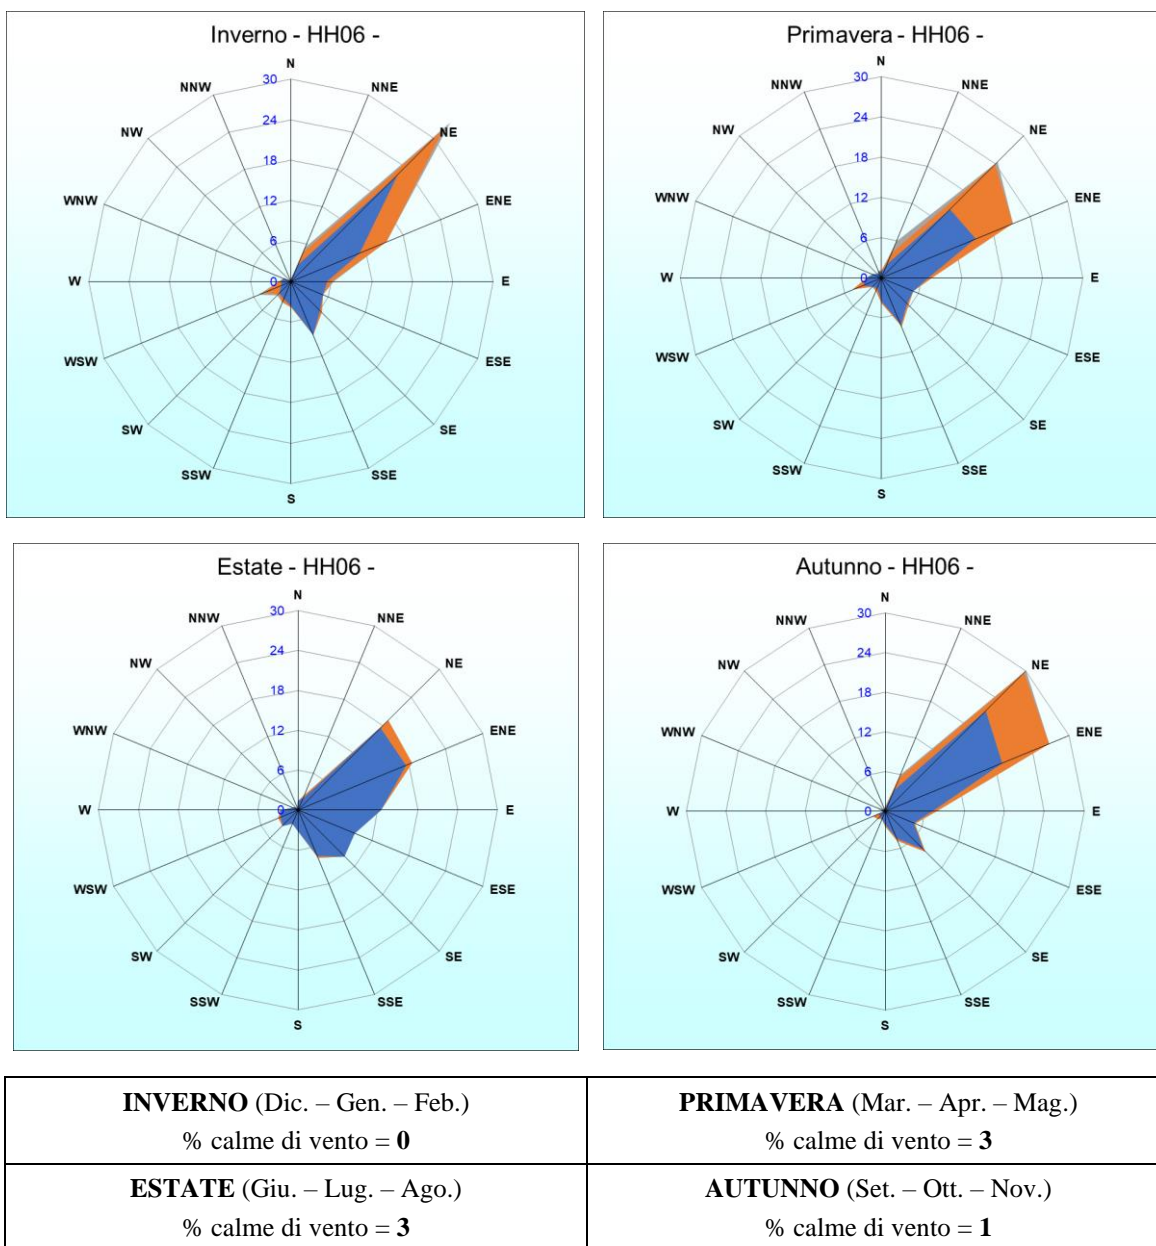 Inverno - HH06 -
N
NNE
NE
ENE
E
ESE
SE
SSE
S
SSW
SW
WSW
W
WNW
NW
NNW
30
24
18
12
6
0
Primavera - HH06 -
N
NNE
NE
ENE
E
ESE
SE
SSE
S
SSW
SW
WSW
W
WNW
NW
NNW
30
24
18
12
6
0
Estate - HH06 -
N
NNE
NE
ENE
E
ESE
SE
SSE
S
SSW
SW
WSW
W
WNW
NW
NNW
30
24
18
12
6
0
Autunno - HH06 -
N
NNE
NE
ENE
E
ESE
SE
SSE
S
SSW
SW
WSW
W
WNW
NW
NNW
30
24
18
12
6
0
INVERNO (Dic. – Gen. – Feb.)
% calme di vento = 0
PRIMAVERA (Mar. – Apr. – Mag.)
% calme di vento = 3
ESTATE (Giu. – Lug. – Ago.)
% calme di vento = 3
AUTUNNO (Set. – Ott. – Nov.)
% calme di vento = 1